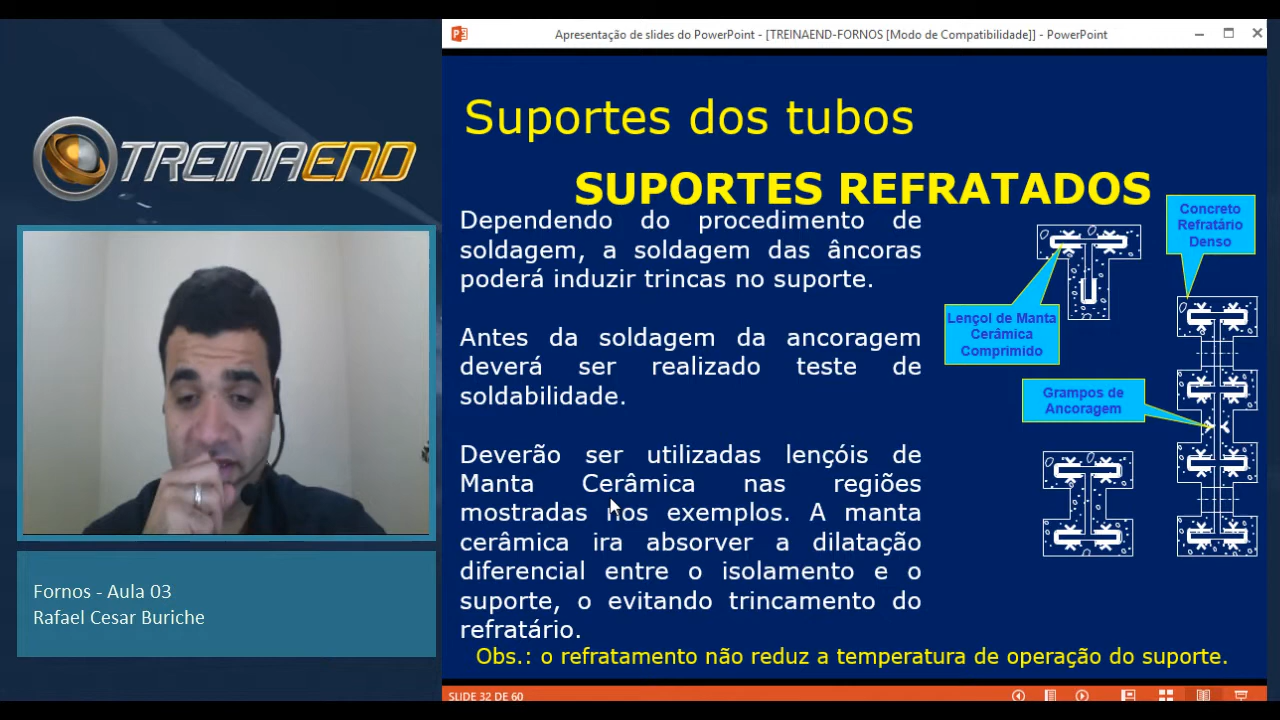 Apresentação de slides do PowerPoint - [TREINAEND-FORNOS [Modo de Compatibilidade]] - PowerPoint
TREINAEND
Suportes dos tubos
SUPORTES REFRATADOS
Dependendo do procedimento de
soldagem, a soldagem das âncoras
poderá induzir trincas no suporte.
Antes da soldagem da ancoragem
deverá ser realizado teste de
soldabilidade.
Deverão ser utilizadas lençóis de
Manta Cerâmica nas regiões
mostradas nos exemplos. A manta
cerâmica ira absorver a dilatação
diferencial entre o isolamento e o
suporte, o evitando trincamento do
refratário.
Obs.: o refratamento não reduz a temperatura de operação do suporte.
Concreto
Refratário
Denso
Lençol de Manta
Cerâmica
Comprimido
Grampos de
Ancoragem
Fornos - Aula 03
Rafael Cesar Buriche
SLIDE 32 DE 60